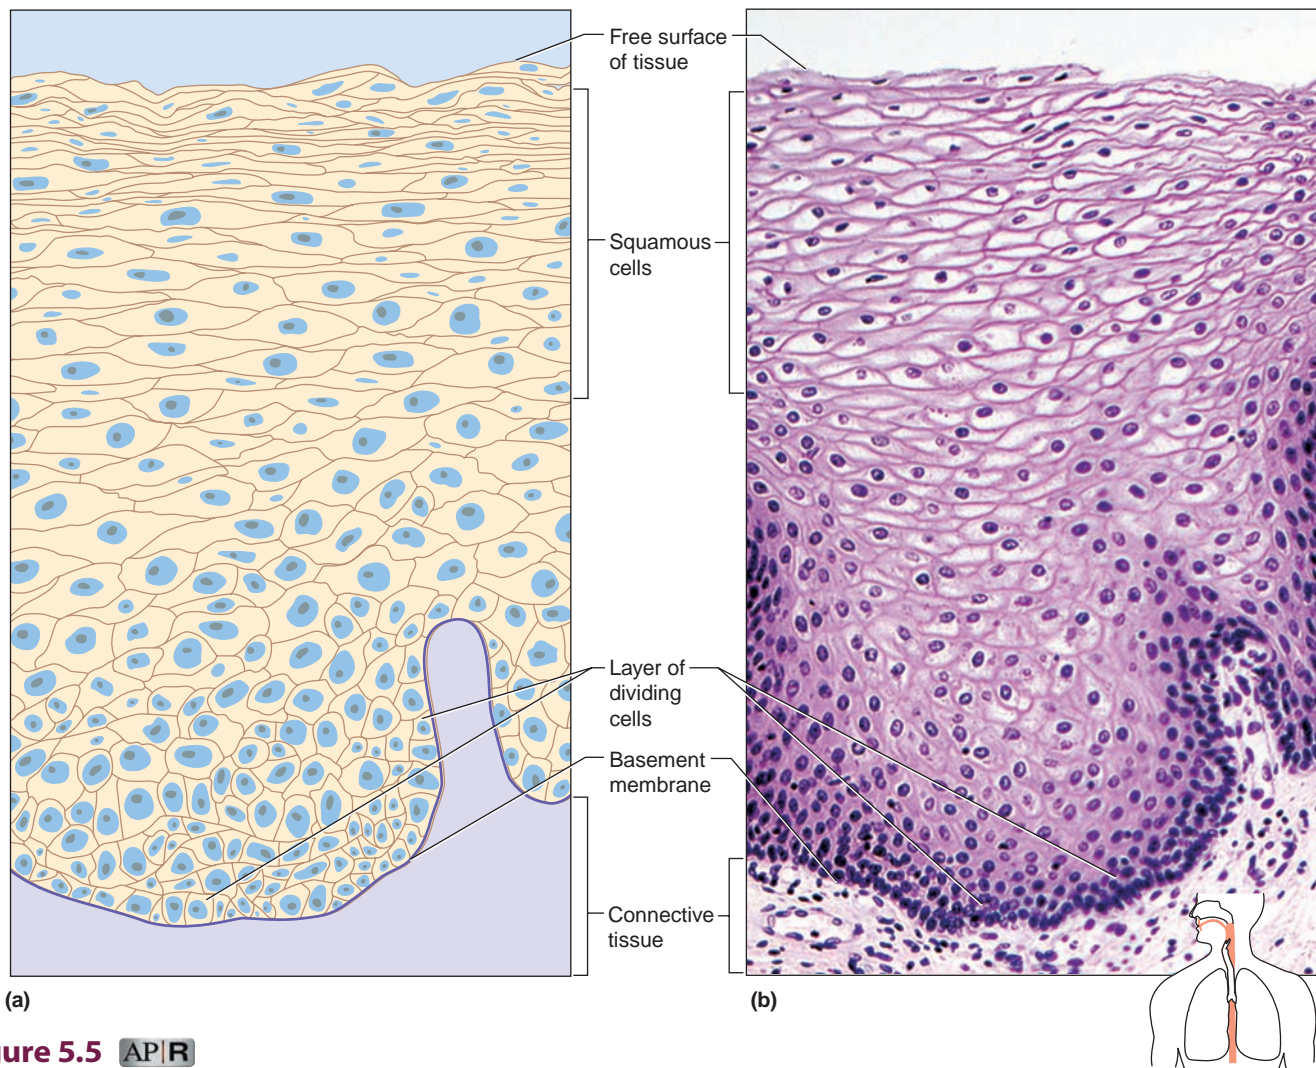 Free surface
of tissue
Squamous
cells
Layer of
dividing
cells
Basement
membrane
Connective
tissue
(a)
(b)
ure 5.5 AP|R